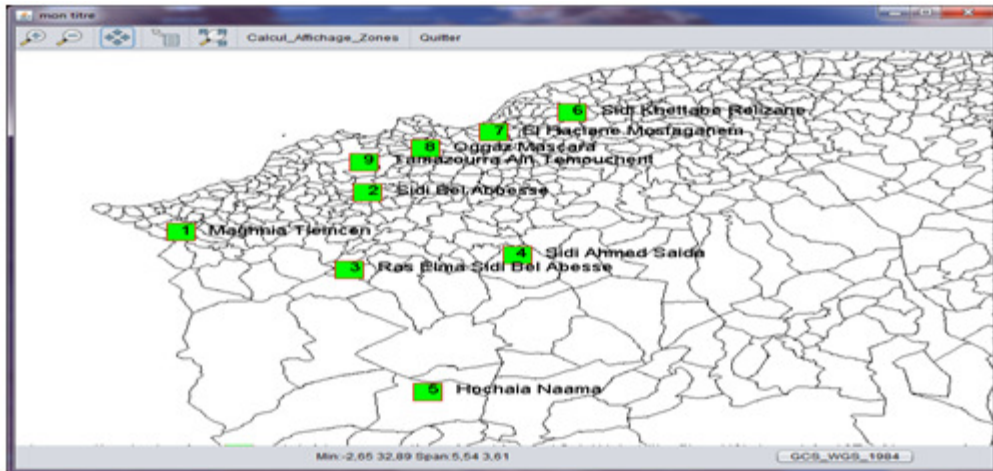 mon titre
Calcul_Affichage_Zones Quitter
6 Sidi Khettabe Relizane
7 El Haciane Mostaganem
8 Oggaz Mascara
9 Tamazourra Ain Temouchent
2 Sidi Bel Abbesse
1 Maghnia Tlemcen
4 Sidi Ahmed Saida
3 Ras Elma Sidi Bel Abesse
5 Hochaia Naama
Min:-2,65 32,89 Span:5,54 3,61 GCS_WGS_1984